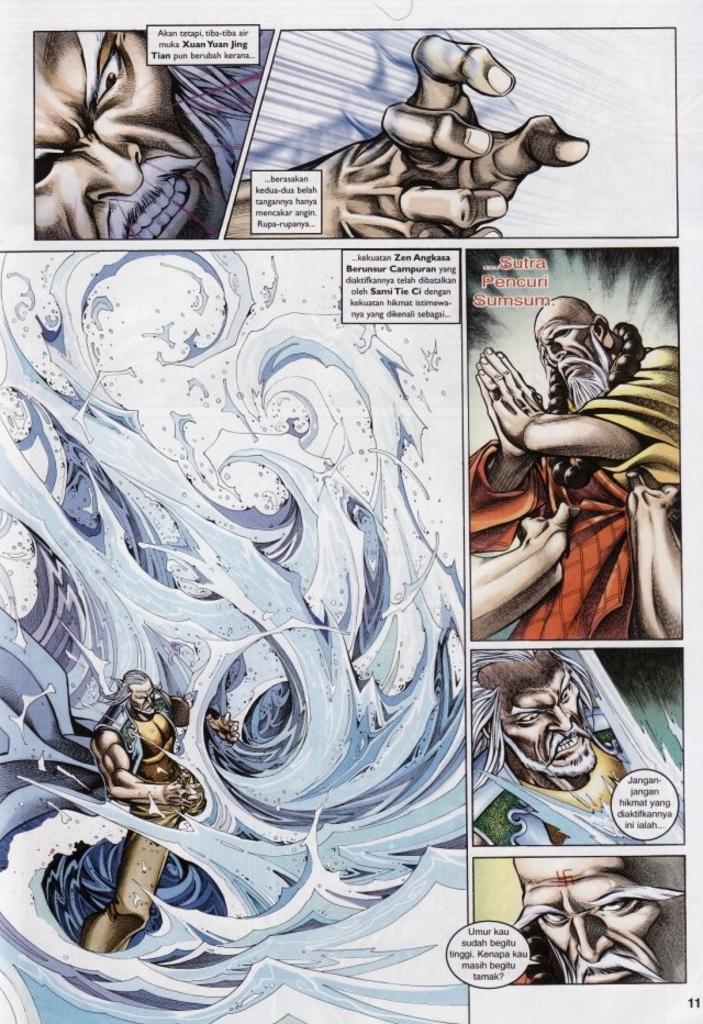 Akan tetapi, tiba-tiba air
muka Xuan Yuan Jing
Tian pun berubah kerana...
...berasakan
kedua-dua belah
tangannya hanya
mencakar angin.
Rupa-rupanya...
...kekuatan Zen Angkasa
Berunsur Campuran yang
diaktifkannya telah dibatalkan
oleh Sami Tie Ci dengan
kekuatan hikmat istimewa-
nya yang dikenali sebagai...
...Sutra
Pencuri
Sumsum.
Jangan-
jangan
hikmat yang
diaktifkannya
ini ialah...
Umur kau
sudah begitu
tinggi. Kenapa kau
masih begitu
tamak?
11